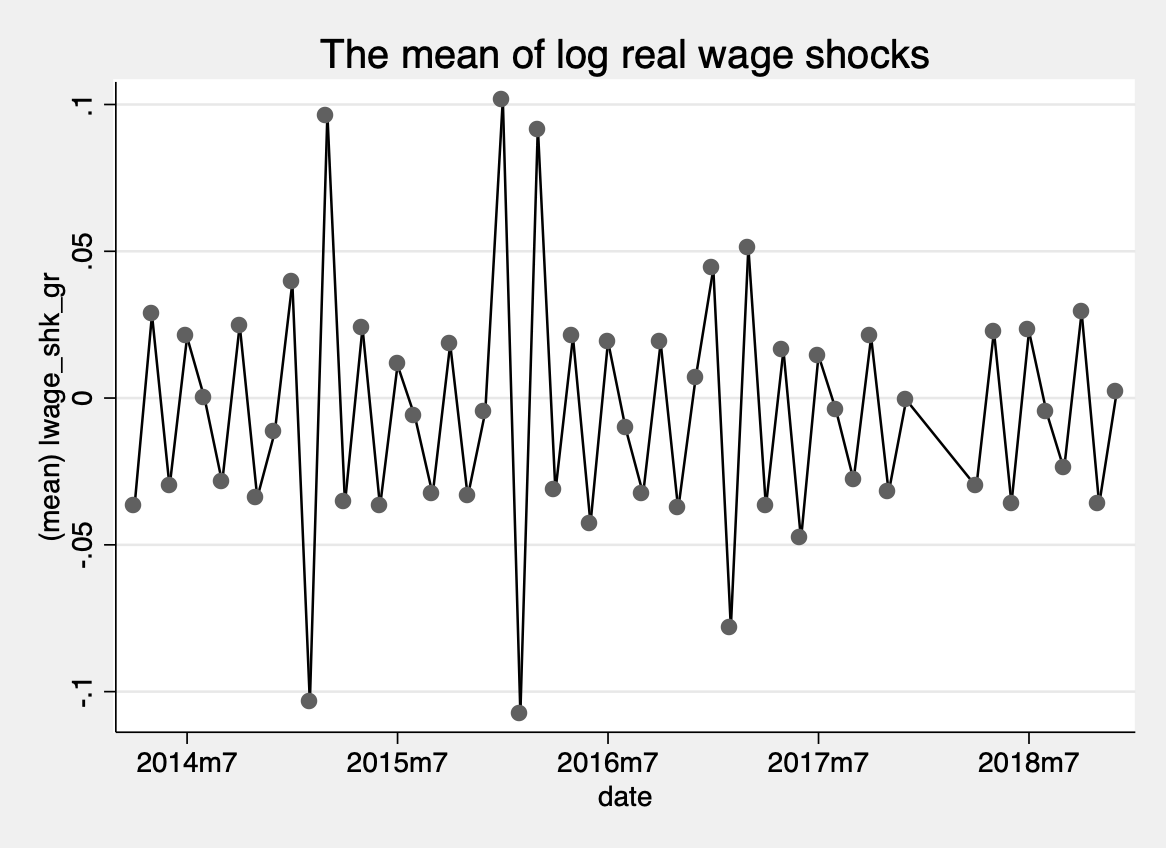 The mean of log real wage shocks
(mean) lwage_shk_gr
.1
.05
0
-.05
-.1
2014m7 2015m7 2016m7 2017m7 2018m7
date